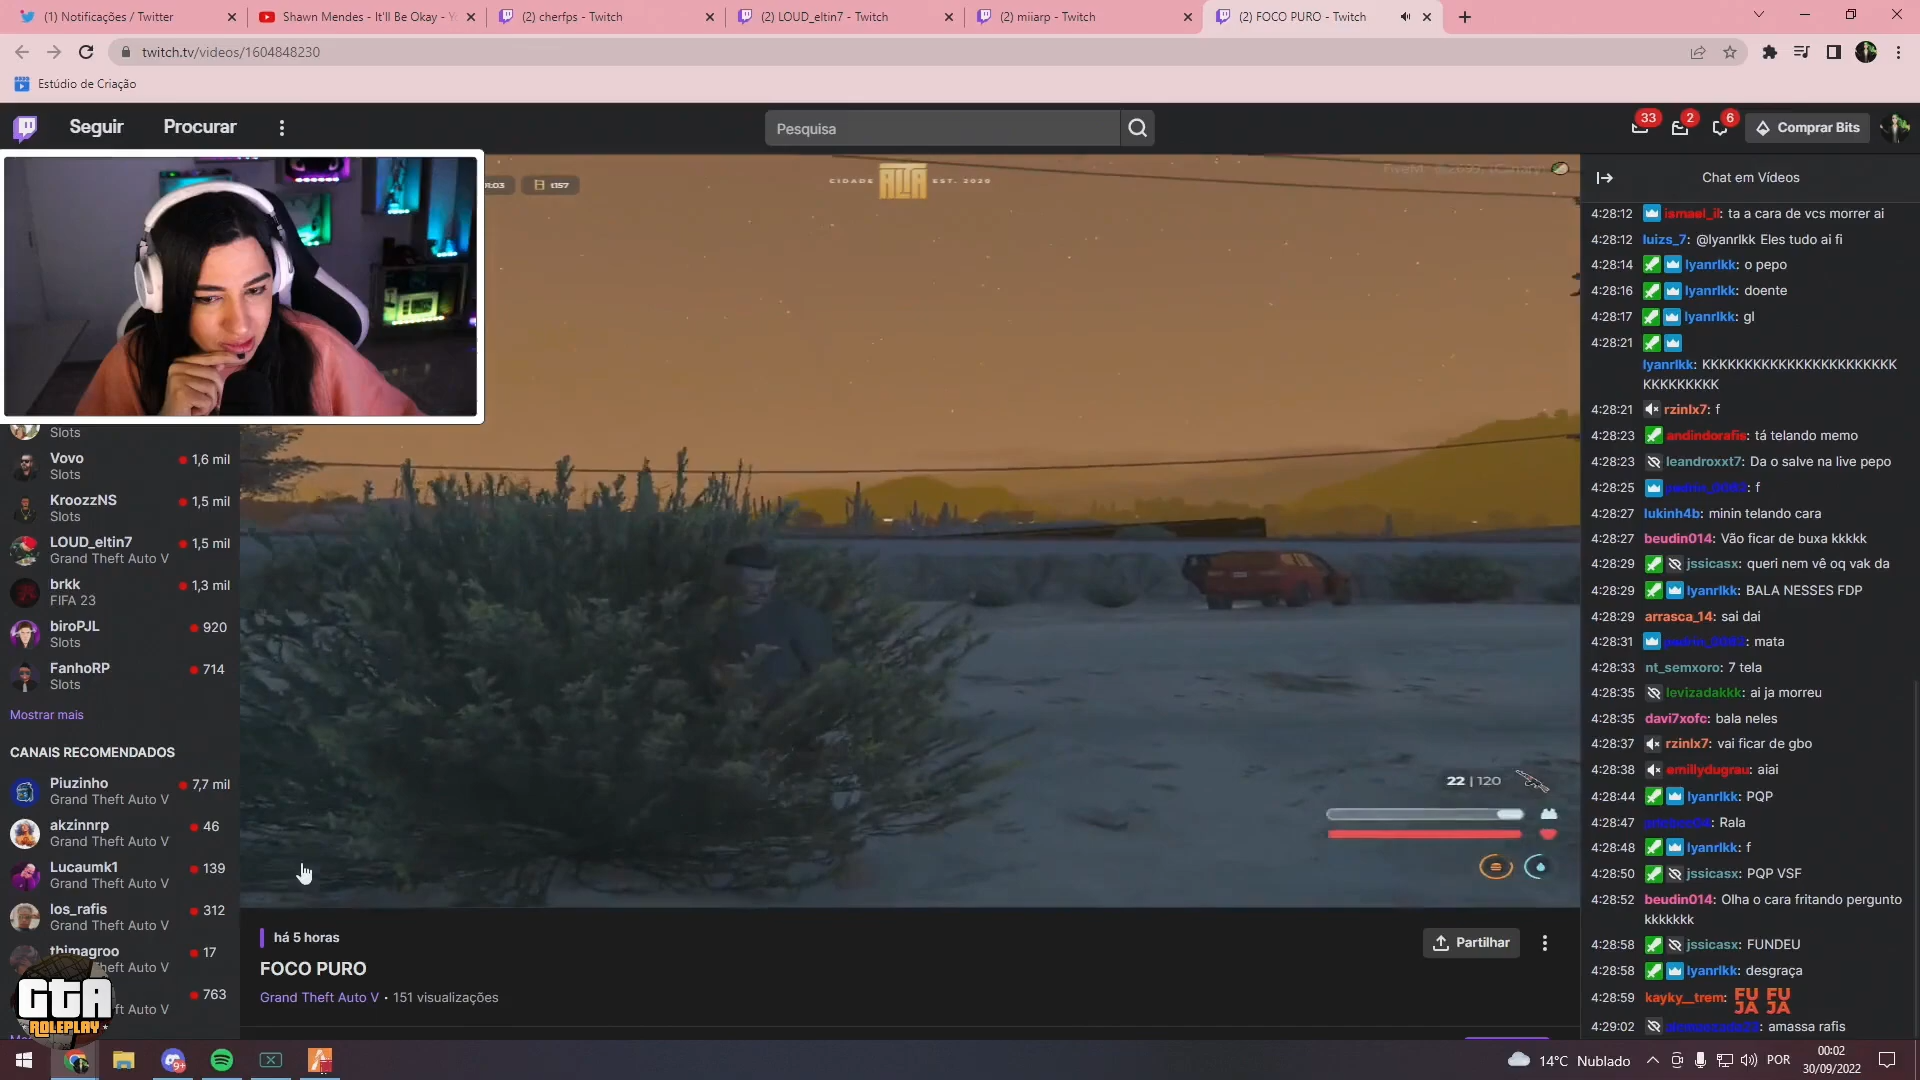 (1) Notificações / Twitter
Shawn Mendes - It'll Be Okay - Y
(2) cherfps - Twitch
(2) LOUD_eltin7 - Twitch
(2) miiarp - Twitch
(2) FOCO PURO - Twitch
twitch.tv/videos/1604848230
Estúdio de Criação
Seguir
Procurar
Pesquisa
33
2
6
Comprar Bits
1:03
t157
CIDADE ALTA EST. 2020
Chat em Vídeos
4:28:12 ismael_il: ta a cara de vcs morrer ai
4:28:12 luizs_7: @lyanrlkk Eles tudo ai fi
4:28:14 lyanrlkk: o pepo
4:28:16 lyanrlkk: doente
4:28:17 lyanrlkk: gl
4:28:21
lyanrlkk: KKKKKKKKKKKKKKKKKKKKKKK
KKKKKKKKK
4:28:21 rzinlx7: f
4:28:23 andindorafis: tá telando memo
4:28:23 leandroxxt7: Da o salve na live pepo
4:28:25 : f
4:28:27 lukinh4b: minin telando cara
4:28:27 beudin014: Vão ficar de buxa kkkkk
4:28:29 jssicasx: queri nem vê oq vak da
4:28:29 lyanrlkk: BALA NESSES FDP
4:28:29 arrasca_14: sai dai
4:28:31 : mata
4:28:33 nt_semxoro: 7 tela
4:28:35 levizadakkk: ai ja morreu
4:28:35 davi7xofc: bala neles
4:28:37 rzinlx7: vai ficar de gbo
4:28:38 emillydugrau: aiai
4:28:44 lyanrlkk: PQP
4:28:47 : Rala
4:28:48 lyanrlkk: f
4:28:50 jssicasx: PQP VSF
4:28:52 beudin014: Olha o cara fritando pergunto
kkkkkkk
4:28:58 jssicasx: FUNDEU
4:28:58 lyanrlkk: desgraça
4:28:59 kayky__trem: FU JA FU JA
4:29:02 : amassa rafis
Slots
Vovo 1,6 mil
Slots
KroozzNS 1,5 mil
Slots
LOUD_eltin7 1,5 mil
Grand Theft Auto V
brkk 1,3 mil
FIFA 23
biroPJL 920
Slots
FanhoRP 714
Slots
Mostrar mais
CANAIS RECOMENDADOS
Piuzinho 7,7 mil
Grand Theft Auto V
akzinnrp 46
Grand Theft Auto V
Lucaumk1 139
Grand Theft Auto V
los_rafis 312
Grand Theft Auto V
thimagroo 17
heft Auto V
763
ft Auto V
GTA
ROLEPLAY
22 | 120
há 5 horas
FOCO PURO
Grand Theft Auto V • 151 visualizações
Partilhar
9+
14°C Nublado
POR
00:02
30/09/2022